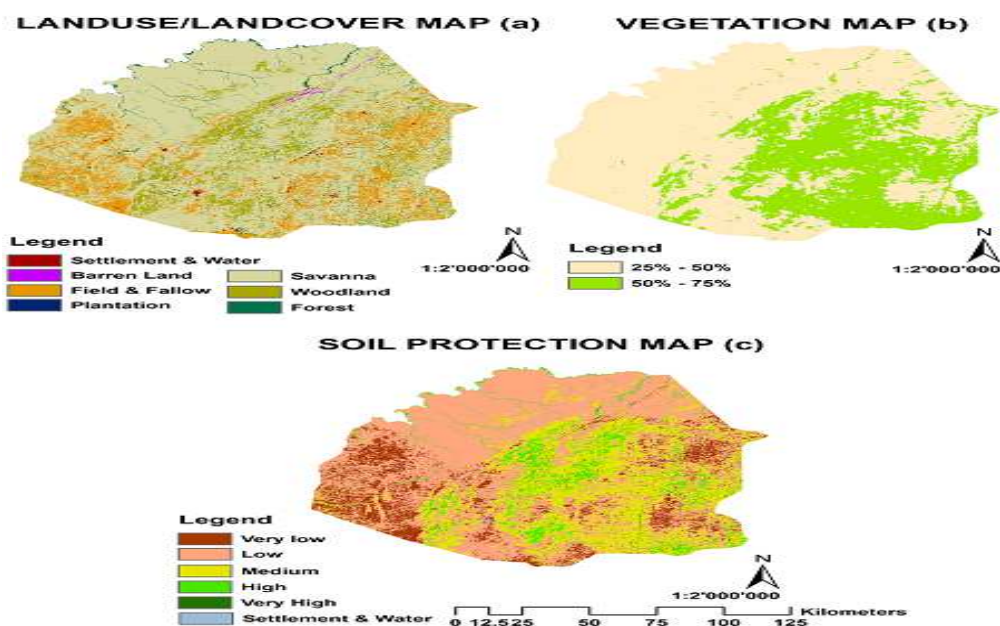 LANDUSE/LANDCOVER MAP (a)
VEGETATION MAP (b)
Legend
Settlement & Water
Barren Land
Field & Fallow
Plantation
Savanna
Woodland
Forest
N
1:2'000'000
Legend
25% - 50%
50% - 75%
N
1:2'000'000
SOIL PROTECTION MAP (c)
Legend
Very low
Low
Medium
High
Very High
Settlement & Water
N
1:2'000'000
0 12.525 50 75 100 125 Kilometers